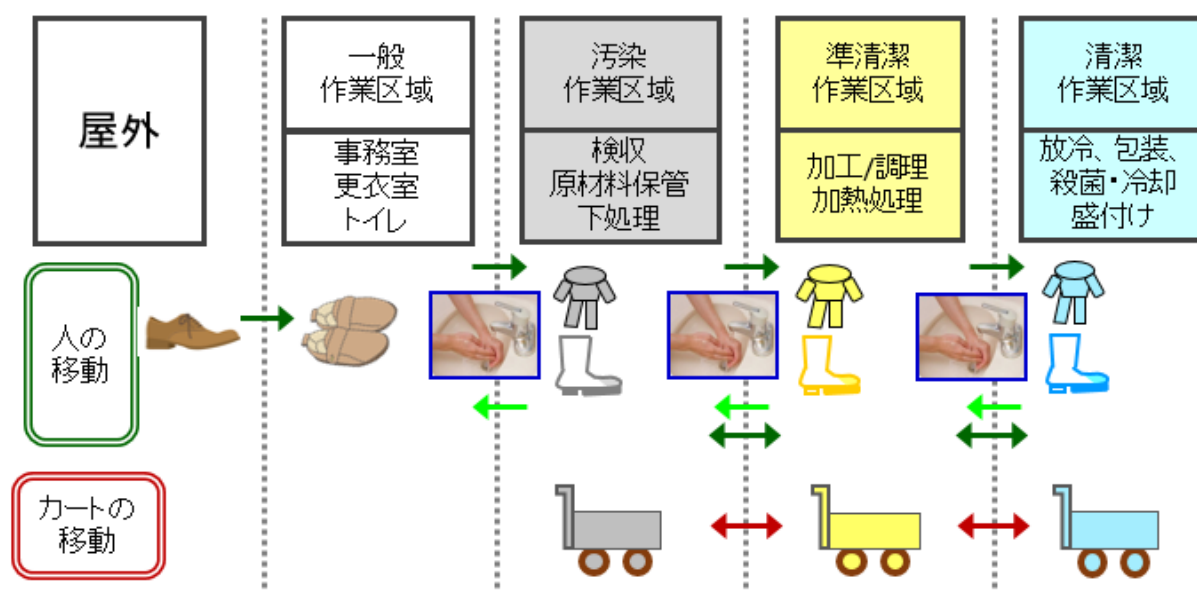 屋外
一般
作業区域
事務室
更衣室
トイレ
汚染
作業区域
検収
原材料保管
下処理
準清潔
作業区域
加工/調理
加熱処理
清潔
作業区域
放冷、包装、
殺菌・冷却
盛付け
人の
移動
カートの
移動